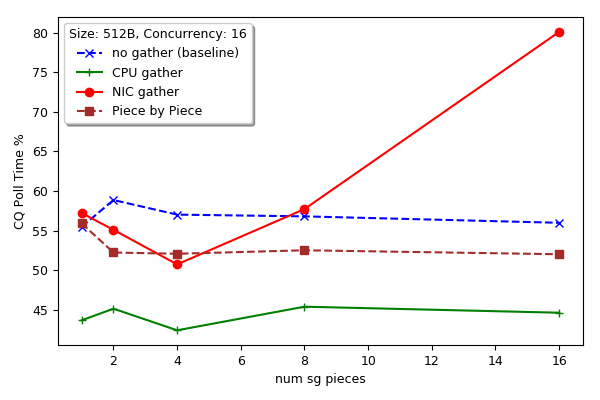 Size: 512B, Concurrency: 16
no gather (baseline)
CPU gather
NIC gather
Piece by Piece
CQ Poll Time %
80
75
70
65
60
55
50
45
2 4 6 8 10 12 14 16
num sg pieces